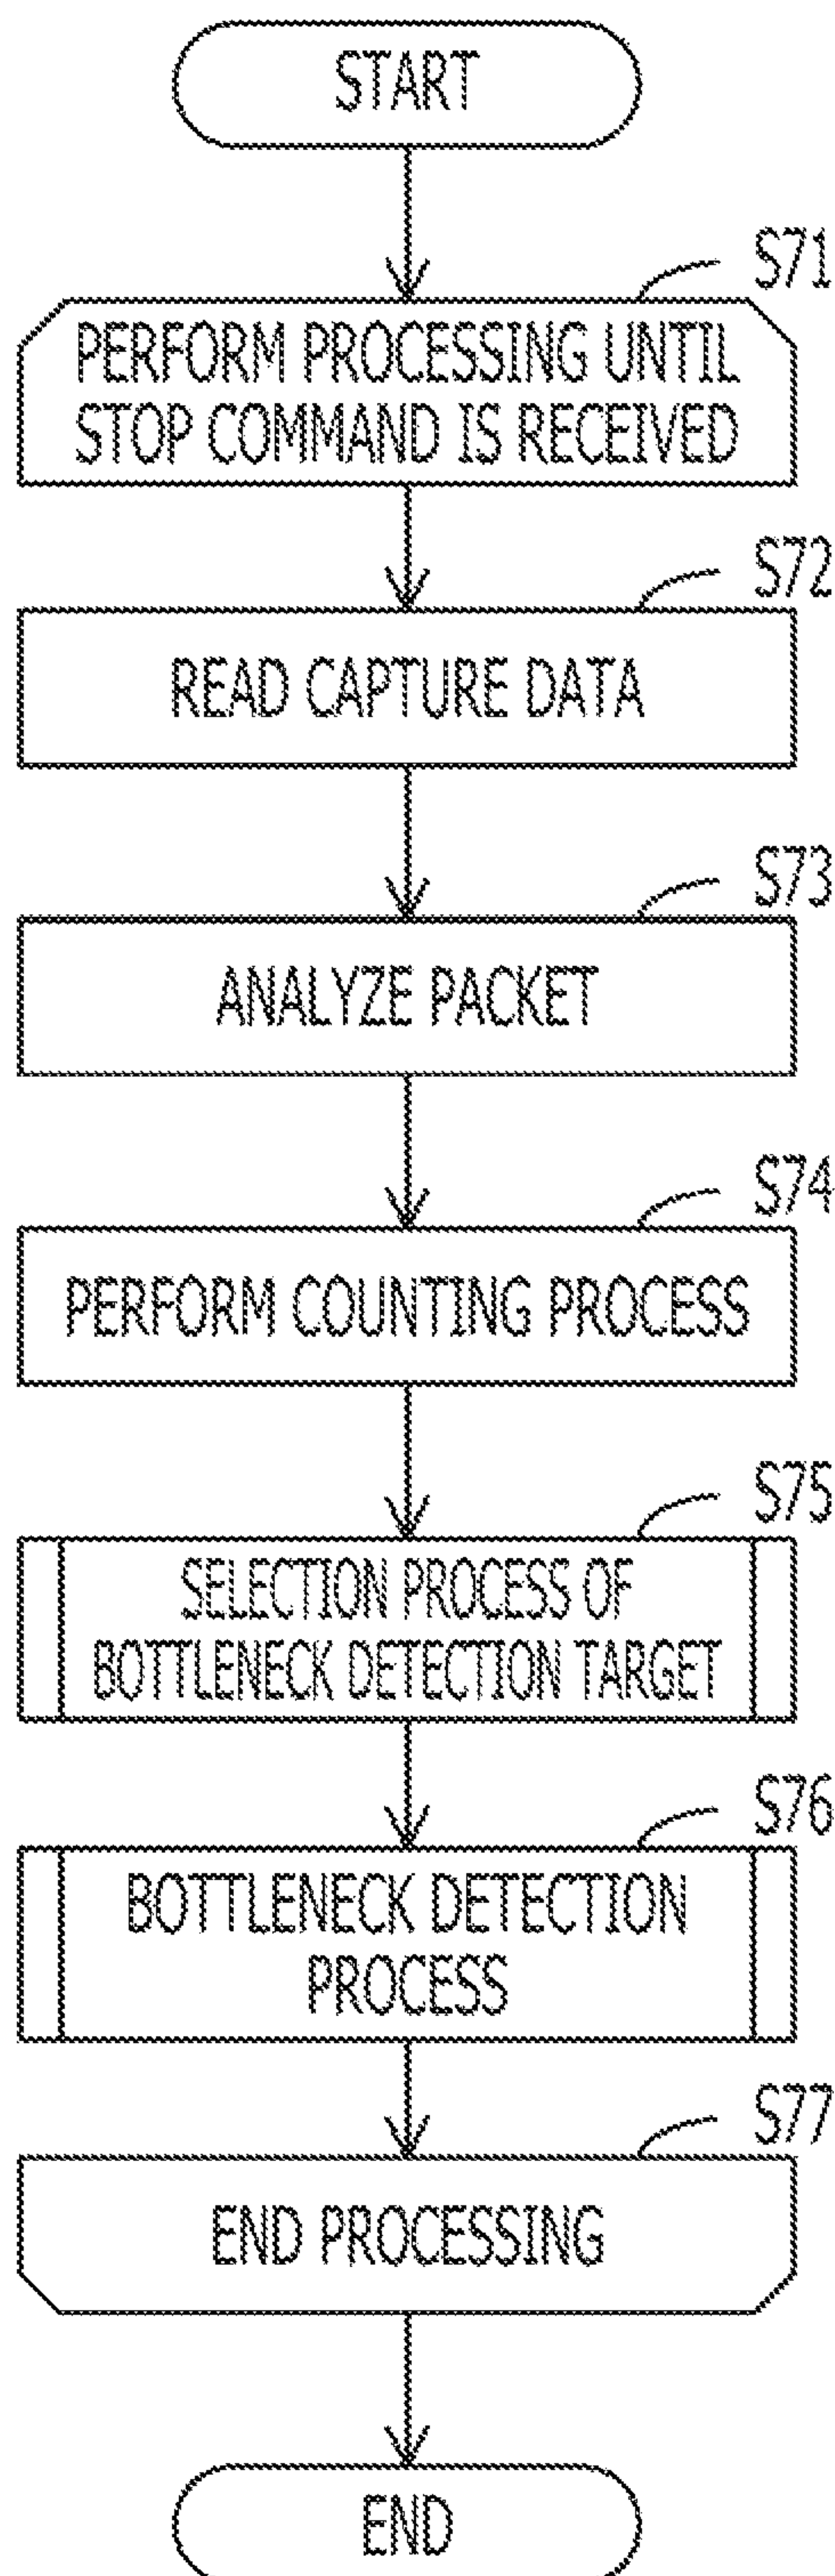 START
S71
PERFORM PROCESSING UNTIL
STOP COMMAND IS RECEIVED
S72
READ CAPTURE DATA
S73
ANALYZE PACKET
S74
PERFORM COUNTING PROCESS
S75
SELECTION PROCESS OF
BOTTLENECK DETECTION TARGET
S76
BOTTLENECK DETECTION
PROCESS
S77
END PROCESSING
END